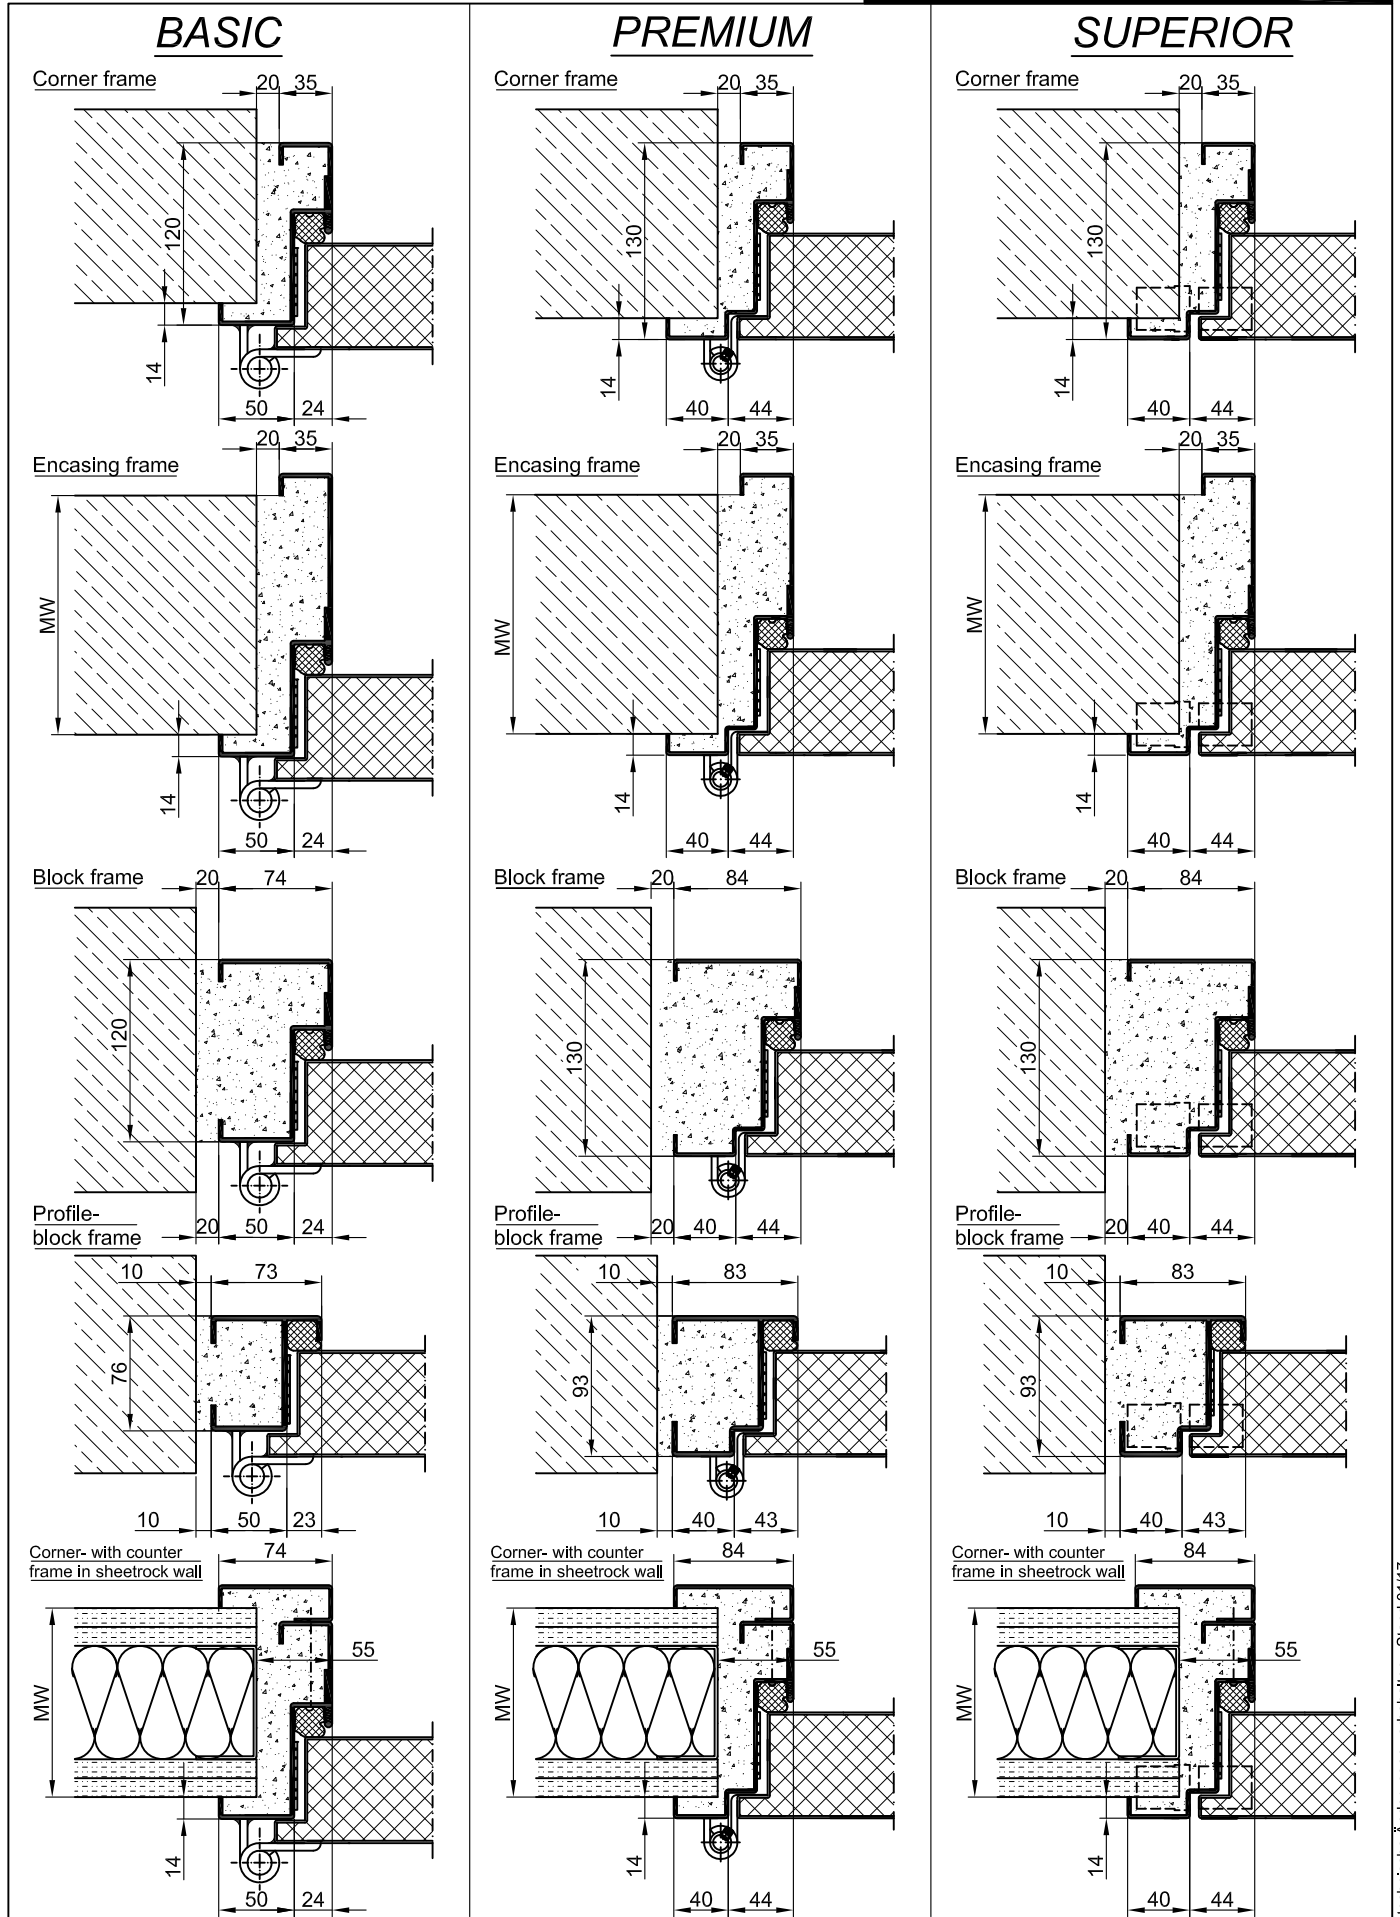 BASIC
Corner frame
20 35
120
14
50 24
Encasing frame
20 35
MW
14
50 24
Block frame
20 74
120
20 50 24
Profile-
block frame
10 73
76
10 50 23
Corner- with counter
frame in sheetrock wall
74
MW
55
14
50 24
PREMIUM
Corner frame
20 35
130
14
40 44
Encasing frame
20 35
MW
14
40 44
Block frame
20 84
130
20 40 44
Profile-
block frame
10 83
93
10 40 43
Corner- with counter
frame in sheetrock wall
84
MW
55
14
40 44
SUPERIOR
Corner frame
20 35
130
14
40 44
Encasing frame
20 35
MW
14
40 44
Block frame
20 84
130
20 40 44
Profile-
block frame
10 83
93
10 40 43
Corner- with counter
frame in sheetrock wall
84
MW
55
14
40 44